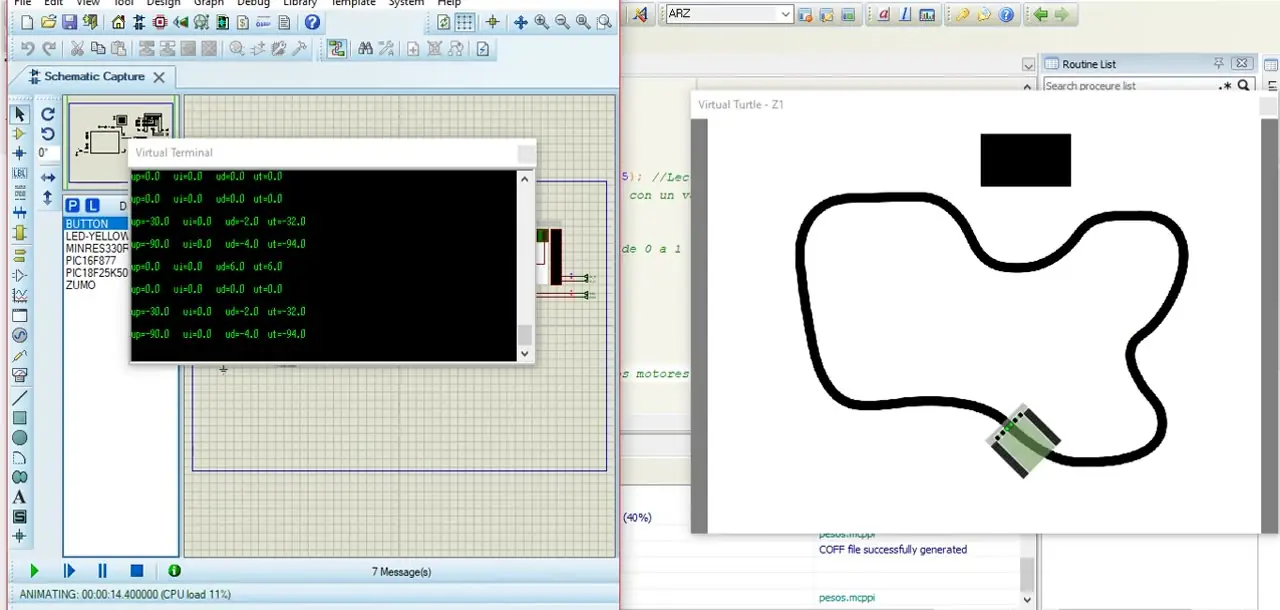 File Edit View Tool Design Graph Debug Library Template System Help
ARZ
Schematic Capture
Routine List
Search proceure list
Virtual Turtle - Z1
0°
Virtual Terminal
up=0.0 ui=0.0 ud=0.0 ut=0.0
up=0.0 ui=0.0 ud=0.0 ut=0.0
up=-30.0 ui=0.0 ud=-2.0 ut=-32.0
up=-90.0 ui=0.0 ud=-4.0 ut=-94.0
up=0.0 ui=0.0 ud=6.0 ut=6.0
up=0.0 ui=0.0 ud=0.0 ut=0.0
up=-30.0 ui=0.0 ud=-2.0 ut=-32.0
up=-90.0 ui=0.0 ud=-4.0 ut=-94.0
P L D
BUTTON
LED-YELLOW
MINRES330R
PIC16F877
PIC18F25K50
ZUMO
5); //Lec
con un v
de 0 a 1
s motores
(40%)
pesos.mcppi
COFF file successfully generated
pesos.mcppi
7 Message(s)
ANIMATING: 00:00:14.400000 (CPU load 11%)